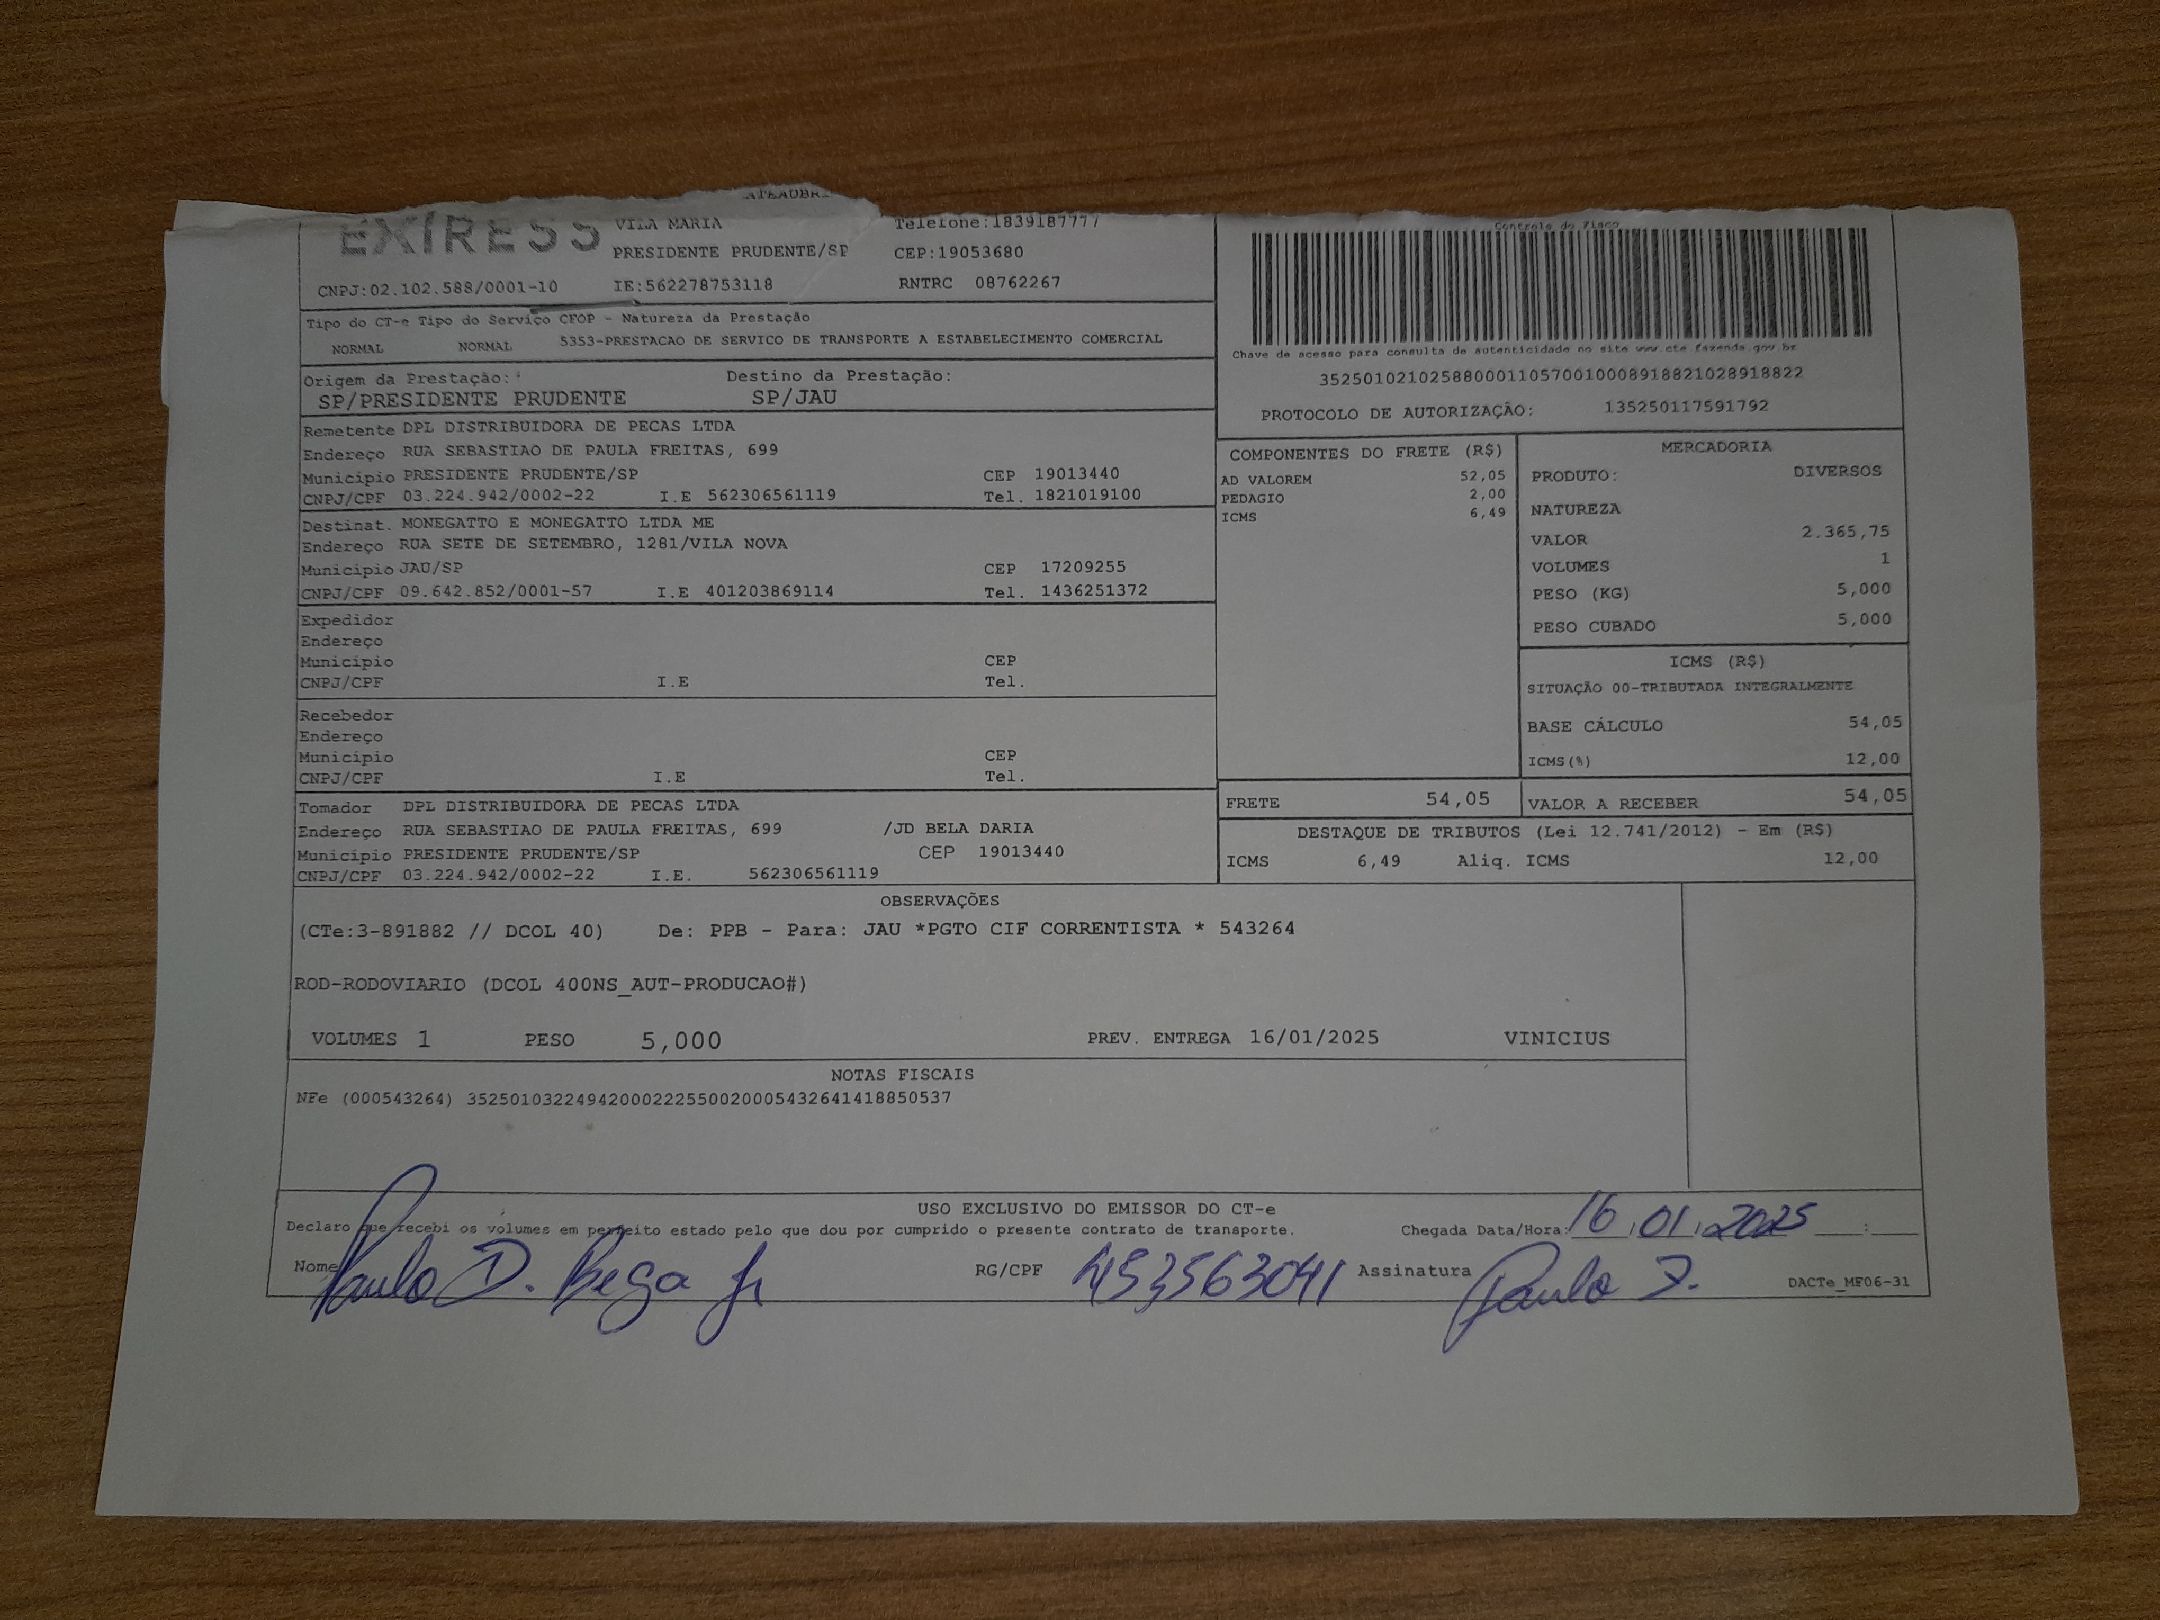 EXPRESS VILA MARIA Telefone:1839187777
PRESIDENTE PRUDENTE/SP CEP:19053680
CNPJ:02.102.588/0001-10 IE:562278753118 RNTRC 08762267
Controle do Fisco
Tipo do CT-e Tipo do Serviço CFOP - Natureza da Prestação
NORMAL NORMAL 5353-PRESTACAO DE SERVICO DE TRANSPORTE A ESTABELECIMENTO COMERCIAL
Chave de acesso para consulta de autenticidade no site www.cte.fazenda.gov.br
35250102102588000110570010008918821028918822
PROTOCOLO DE AUTORIZAÇÃO: 135250117591792
Origem da Prestação: Destino da Prestação:
SP/PRESIDENTE PRUDENTE SP/JAU
Remetente DPL DISTRIBUIDORA DE PECAS LTDA
Endereço RUA SEBASTIAO DE PAULA FREITAS, 699
Município PRESIDENTE PRUDENTE/SP CEP 19013440
CNPJ/CPF 03.224.942/0002-22 I.E 562306561119 Tel. 1821019100
Destinat. MONEGATTO E MONEGATTO LTDA ME
Endereço RUA SETE DE SETEMBRO, 1281/VILA NOVA
Município JAU/SP CEP 17209255
CNPJ/CPF 09.642.852/0001-57 I.E 401203869114 Tel. 1436251372
Expedidor
Endereço
Município CEP
CNPJ/CPF I.E Tel.
Recebedor
Endereço
Município CEP
CNPJ/CPF I.E Tel.
Tomador DPL DISTRIBUIDORA DE PECAS LTDA
Endereço RUA SEBASTIAO DE PAULA FREITAS, 699 /JD BELA DARIA
Município PRESIDENTE PRUDENTE/SP CEP 19013440
CNPJ/CPF 03.224.942/0002-22 I.E. 562306561119
COMPONENTES DO FRETE (R$)
AD VALOREM 52,05
PEDAGIO 2,00
ICMS 6,49
MERCADORIA
PRODUTO: DIVERSOS
NATUREZA
VALOR 2.365,75
VOLUMES 1
PESO (KG) 5,000
PESO CUBADO 5,000
ICMS (R$)
SITUAÇÃO 00-TRIBUTADA INTEGRALMENTE
BASE CÁLCULO 54,05
ICMS(%) 12,00
FRETE 54,05 VALOR A RECEBER 54,05
DESTAQUE DE TRIBUTOS (Lei 12.741/2012) - Em (R$)
ICMS 6,49 Aliq. ICMS 12,00
OBSERVAÇÕES
(CTe:3-891882 // DCOL 40) De: PPB - Para: JAU *PGTO CIF CORRENTISTA * 543264
ROD-RODOVIARIO (DCOL 400NS_AUT-PRODUCAO#)
VOLUMES 1 PESO 5,000 PREV. ENTREGA 16/01/2025 VINICIUS
NOTAS FISCAIS
NFe (000543264) 35250103224942000222550020005432641418850537
USO EXCLUSIVO DO EMISSOR DO CT-e
Declaro que recebi os volumes em perfeito estado pelo que dou por cumprido o presente contrato de transporte. Chegada Data/Hora: 16/01/2025 :
Nome Paulo D. Bega Jr RG/CPF 453563041 Assinatura Paulo J. DACTe_MF06-31